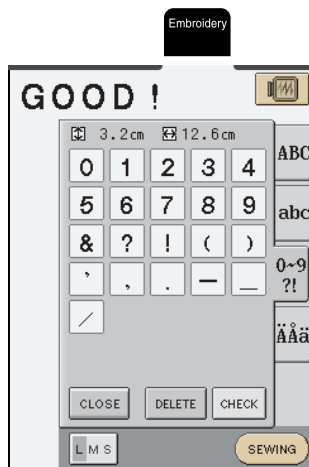 Embroidery
GOOD!
3.2cm 12.6cm
0 1 2 3 4
ABC
5 6 7 8 9
abc
& ? ! ( )
0~9
?!
' , . — _
/
ÄÅä
CLOSE DELETE CHECK
L M S SEWING